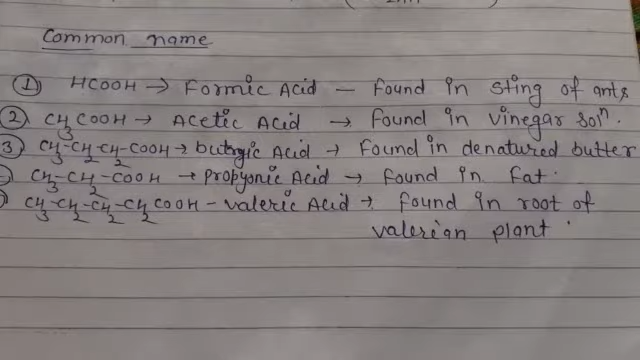 Common name
① HCOOH → Formic Acid – Found in sting of ants
② CH₃COOH → Acetic Acid → Found in vinegar solⁿ.
3 CH₃-CH₂-CH₂-COOH → butyric Acid → Found in denatured butter
CH₃-CH₂-COOH → Propyonic Acid → Found in Fat.
CH₃-CH₂-CH₂-CH₂COOH – valeric Acid → Found in root of
valerian plant.